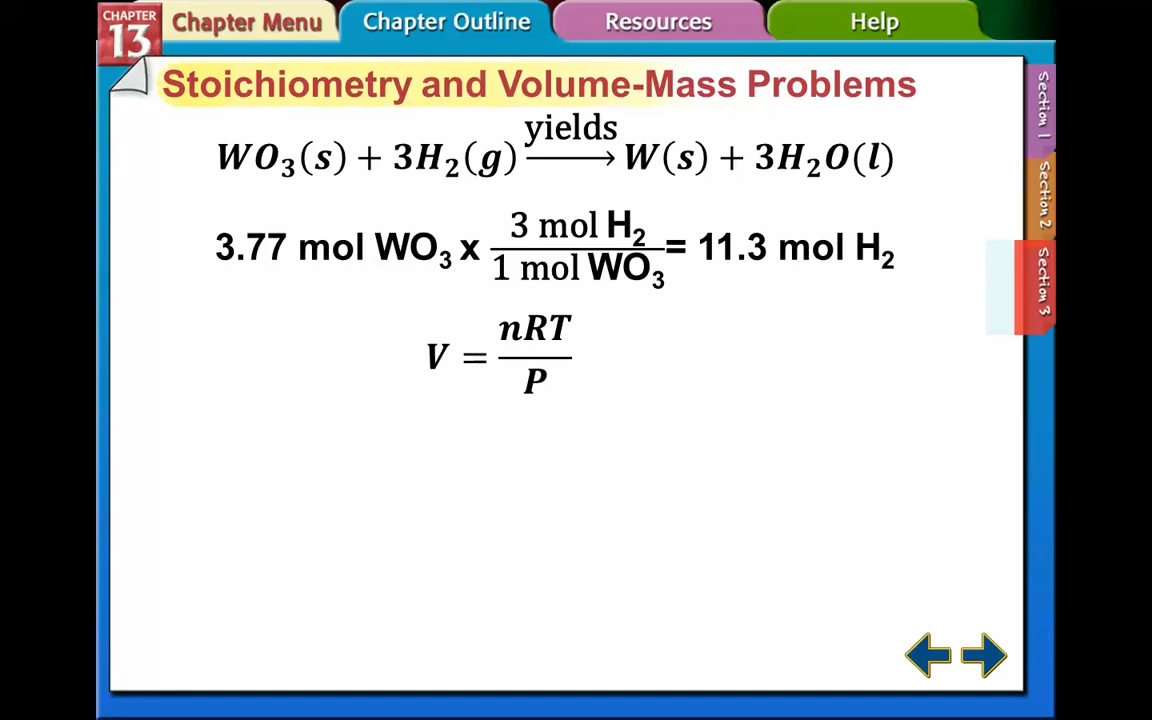 CHAPTER
13
Chapter Menu
Chapter Outline
Resources
Help
Stoichiometry and Volume-Mass Problems
WO₃(s) + 3H₂(g) yields ⟶ W(s) + 3H₂O(l)
3.77 mol WO₃ x 3 mol H₂ / 1 mol WO₃ = 11.3 mol H₂
V = nRT / P
Section 1
Section 2
Section 3